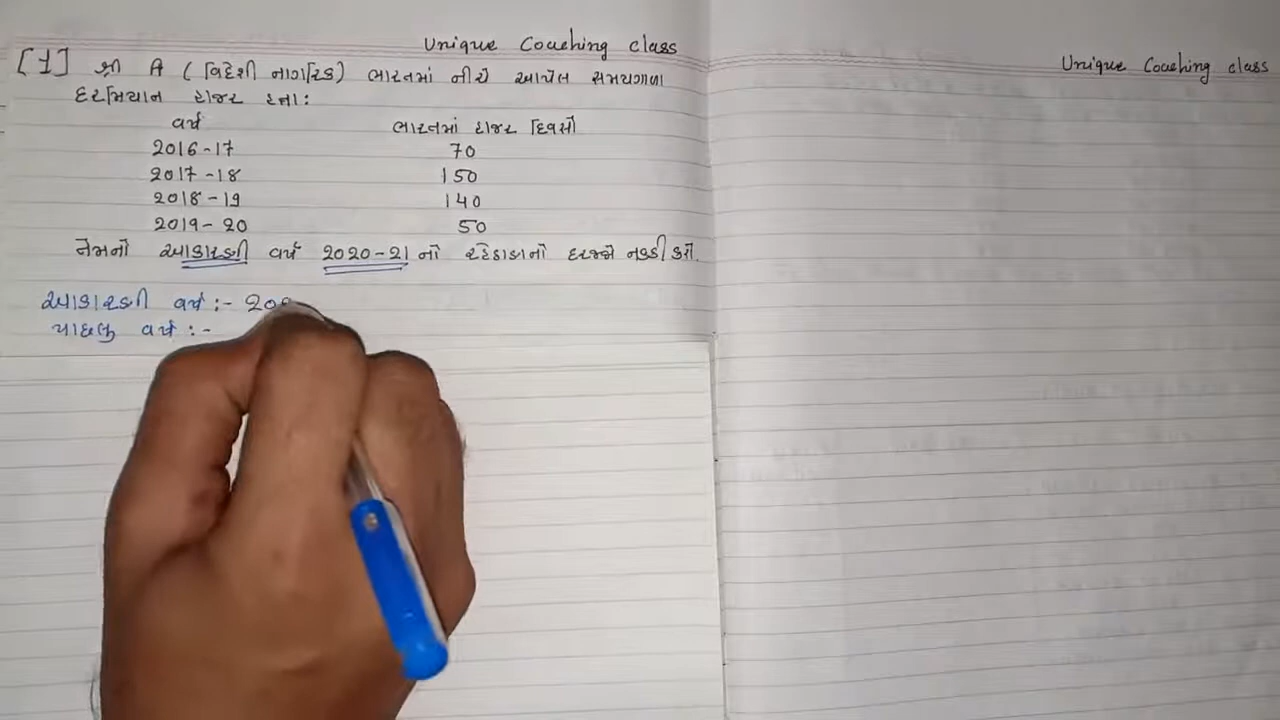 Unique Coaching class
[1] શ્રી A ( વિદેશી નાગરિક) ભારતમાં નીચે આપેલ સમયગાળા
દરમિયાન હાજર હતા:
વર્ષ ભારતમાં હાજર દિવસો
2016-17 70
2017-18 150
2018-19 140
2019-20 50
તેમનો આકારણી વર્ષ 2020-21 નો રહેઠાણનો દરજ્જો નક્કી કરો.
આકારણી વર્ષ :- 20
પાછલુ વર્ષ :-
Unique Coaching class